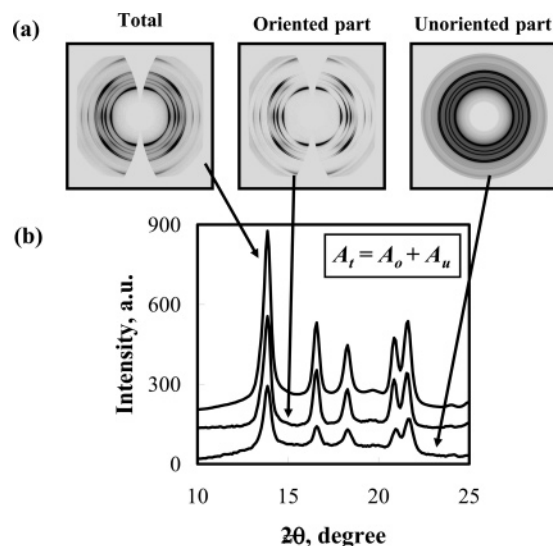 (a)
Total
Oriented part
Unoriented part
(b)
A_t = A_o + A_u
Intensity, a.u.
900
600
300
0
10
15
20
25
2θ, degree